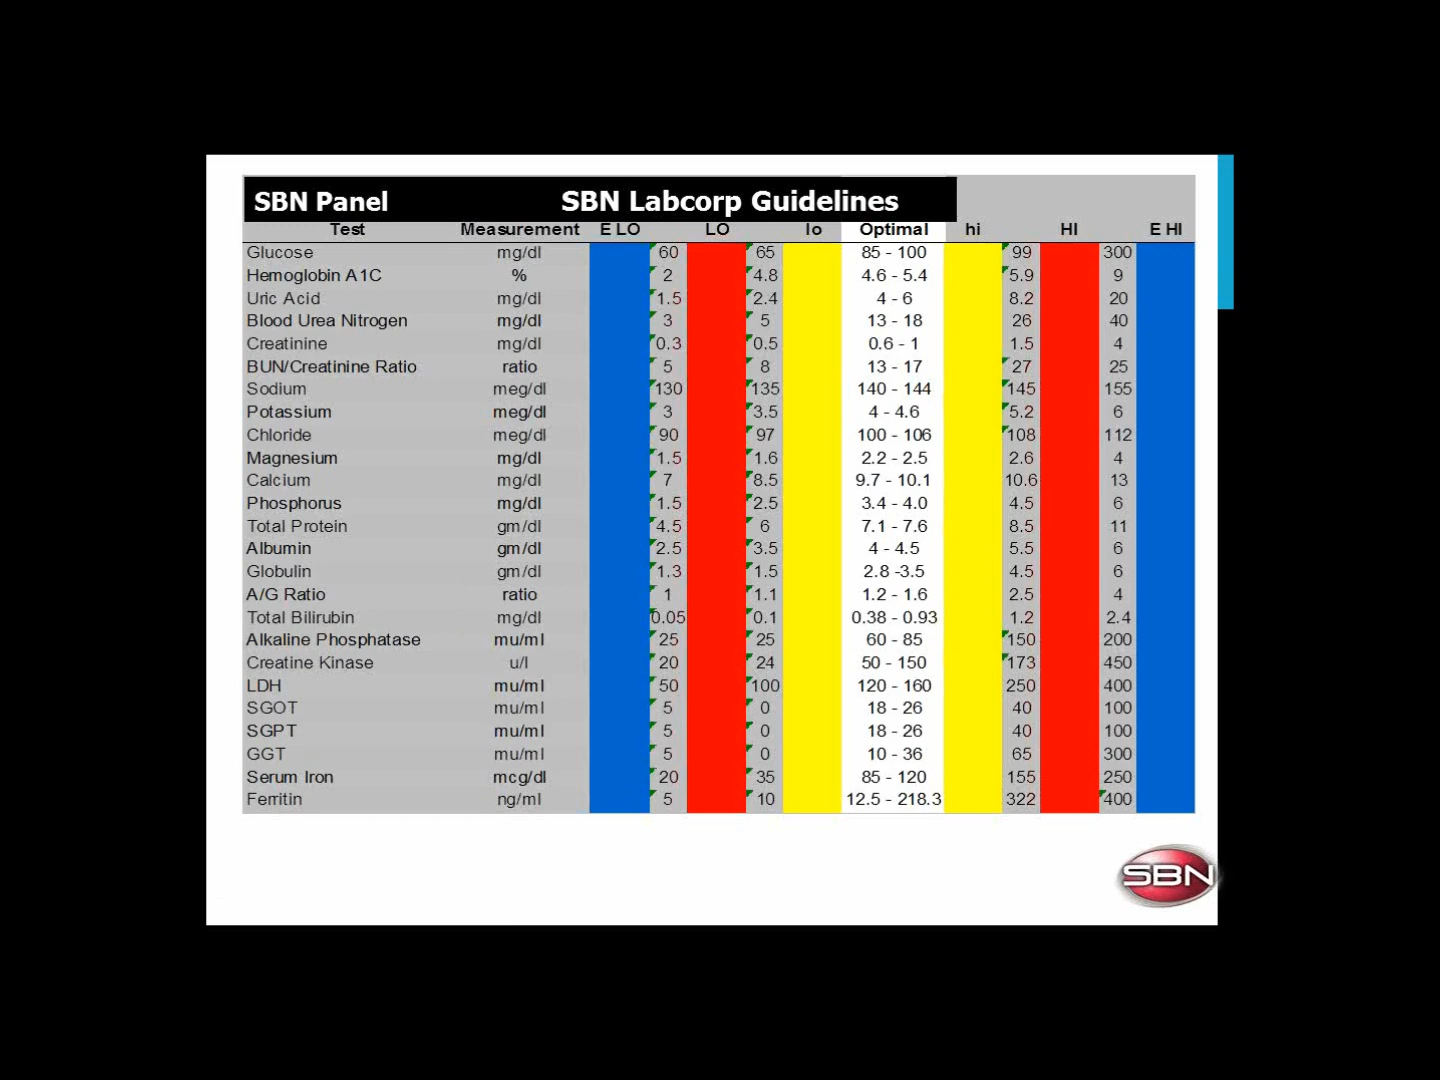 SBN Panel SBN Labcorp Guidelines
Test Measurement E LO LO lo Optimal hi HI E HI
Glucose mg/dl 60 65 85 - 100 99 300
Hemoglobin A1C % 2 4.8 4.6 - 5.4 5.9 9
Uric Acid mg/dl 1.5 2.4 4 - 6 8.2 20
Blood Urea Nitrogen mg/dl 3 5 13 - 18 26 40
Creatinine mg/dl 0.3 0.5 0.6 - 1 1.5 4
BUN/Creatinine Ratio ratio 5 8 13 - 17 27 25
Sodium meg/dl 130 135 140 - 144 145 155
Potassium meg/dl 3 3.5 4 - 4.6 5.2 6
Chloride meg/dl 90 97 100 - 106 108 112
Magnesium mg/dl 1.5 1.6 2.2 - 2.5 2.6 4
Calcium mg/dl 7 8.5 9.7 - 10.1 10.6 13
Phosphorus mg/dl 1.5 2.5 3.4 - 4.0 4.5 6
Total Protein gm/dl 4.5 6 7.1 - 7.6 8.5 11
Albumin gm/dl 2.5 3.5 4 - 4.5 5.5 6
Globulin gm/dl 1.3 1.5 2.8 -3.5 4.5 6
A/G Ratio ratio 1 1.1 1.2 - 1.6 2.5 4
Total Bilirubin mg/dl 0.05 0.1 0.38 - 0.93 1.2 2.4
Alkaline Phosphatase mu/ml 25 25 60 - 85 150 200
Creatine Kinase u/l 20 24 50 - 150 173 450
LDH mu/ml 50 100 120 - 160 250 400
SGOT mu/ml 5 0 18 - 26 40 100
SGPT mu/ml 5 0 18 - 26 40 100
GGT mu/ml 5 0 10 - 36 65 300
Serum Iron mcg/dl 20 35 85 - 120 155 250
Ferritin ng/ml 5 10 12.5 - 218.3 322 400
SBN